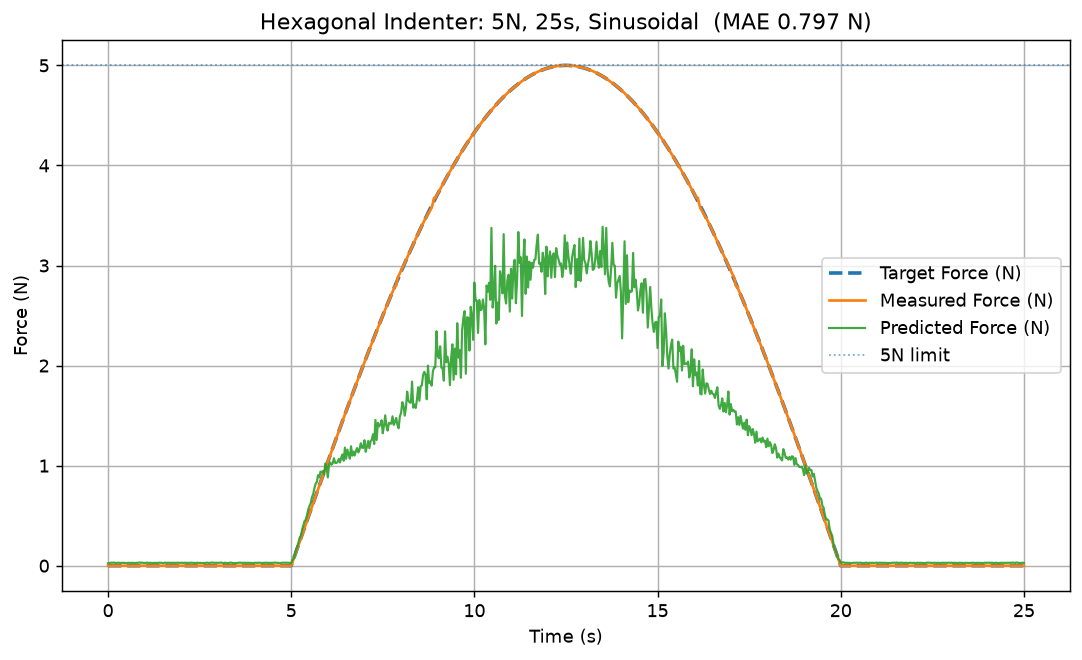 Hexagonal Indenter: 5N, 25s, Sinusoidal  (MAE 0.797 N)
Force (N)
5
4
3
2
1
0
Target Force (N)
Measured Force (N)
Predicted Force (N)
5N limit
0 5 10 15 20 25
Time (s)